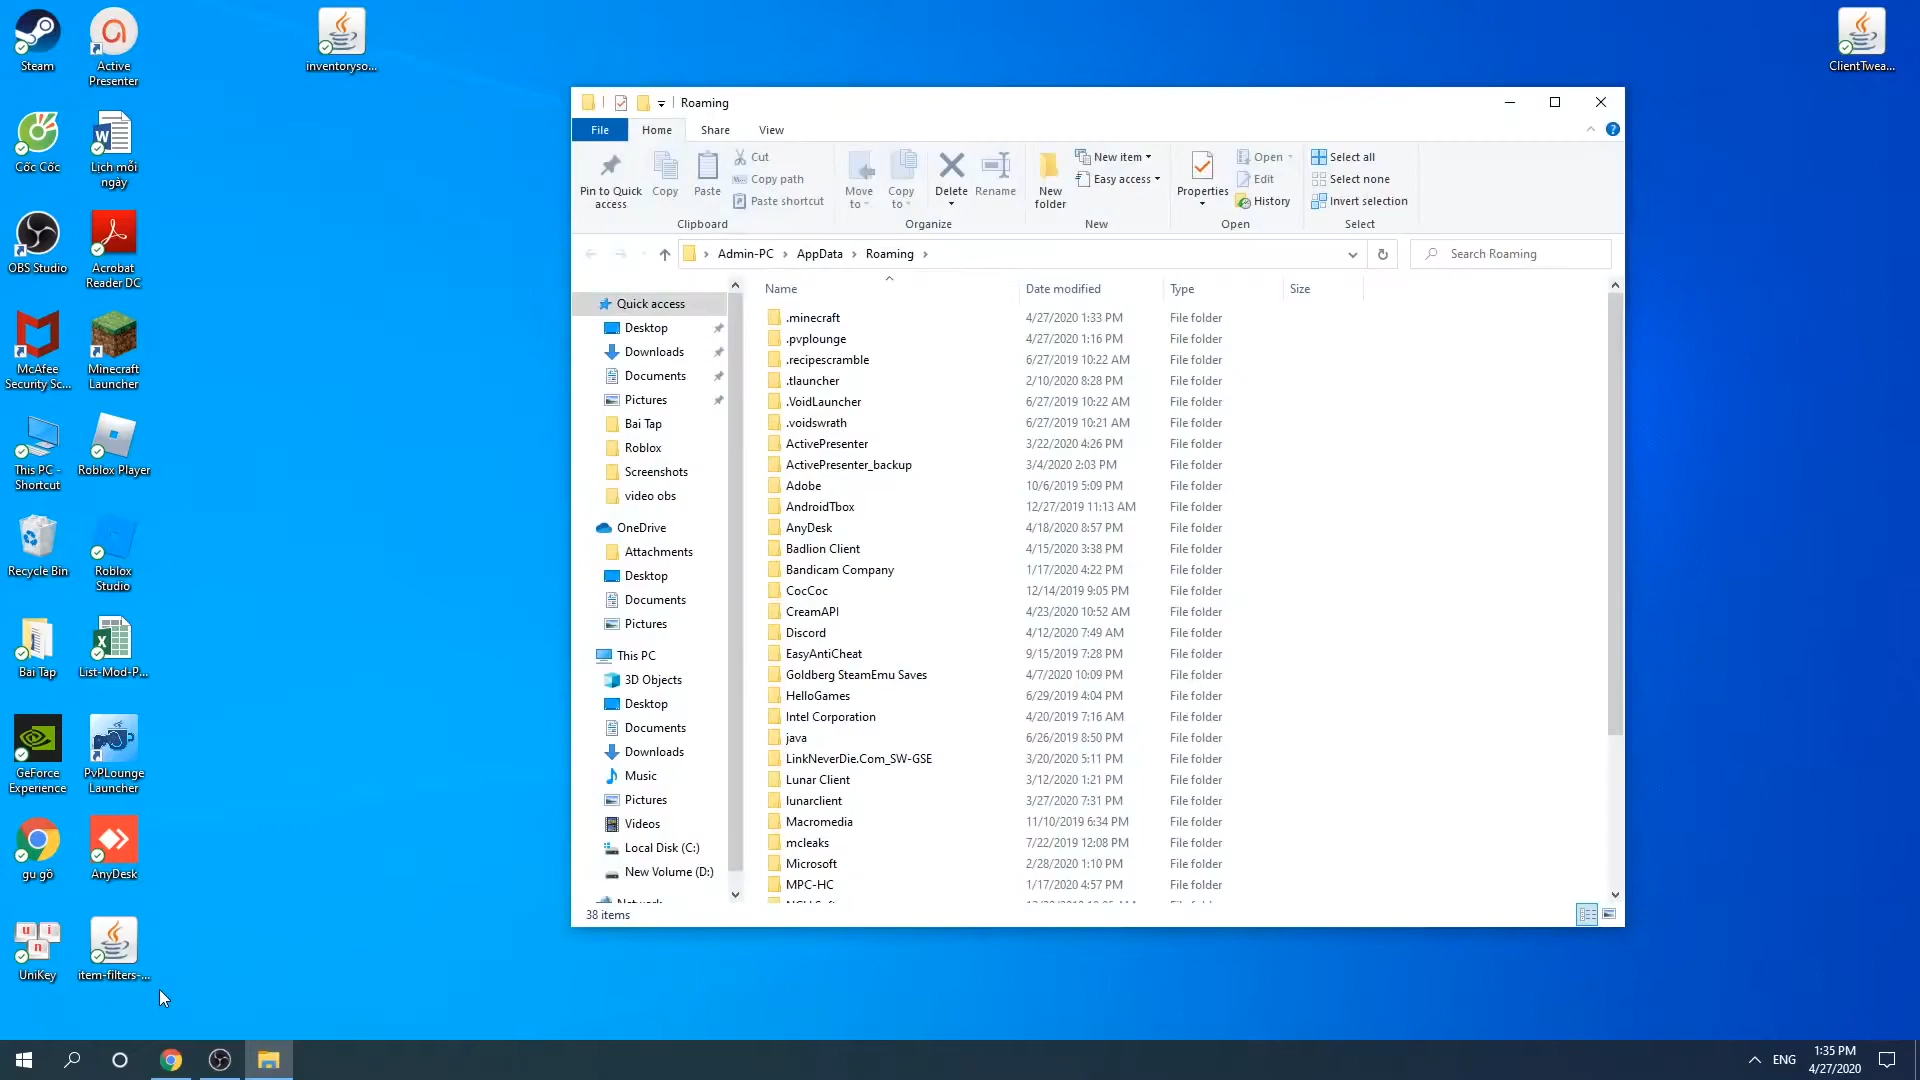 Steam
Active
Presenter
inventoryso...
ClientTwea...
Cốc Cốc
Lịch mỗi
ngày
OBS Studio
Acrobat
Reader DC
McAfee
Security Sc...
Minecraft
Launcher
This PC -
Shortcut
Roblox Player
Recycle Bin
Roblox
Studio
Bai Tap
List-Mod-P...
GeForce
Experience
PvPLounge
Launcher
gu gồ
AnyDesk
UniKey
item-filters-...
Roaming
File
Home
Share
View
Pin to Quick
access
Copy
Paste
Cut
Copy path
Paste shortcut
Clipboard
Move
to
Copy
to
Delete
Rename
Organize
New
folder
New item
Easy access
New
Properties
Open
Edit
History
Open
Select all
Select none
Invert selection
Select
Admin-PC
AppData
Roaming
Search Roaming
Quick access
Desktop
Downloads
Documents
Pictures
Bai Tap
Roblox
Screenshots
video obs
OneDrive
Attachments
Desktop
Documents
Pictures
This PC
3D Objects
Desktop
Documents
Downloads
Music
Pictures
Videos
Local Disk (C:)
New Volume (D:)
Name Date modified Type Size
.minecraft 4/27/2020 1:33 PM File folder
.pvplounge 4/27/2020 1:16 PM File folder
.recipescramble 6/27/2019 10:22 AM File folder
.tlauncher 2/10/2020 8:28 PM File folder
.VoidLauncher 6/27/2019 10:22 AM File folder
.voidswrath 6/27/2019 10:21 AM File folder
ActivePresenter 3/22/2020 4:26 PM File folder
ActivePresenter_backup 3/4/2020 2:03 PM File folder
Adobe 10/6/2019 5:09 PM File folder
AndroidTbox 12/27/2019 11:13 AM File folder
AnyDesk 4/18/2020 8:57 PM File folder
Badlion Client 4/15/2020 3:38 PM File folder
Bandicam Company 1/17/2020 4:22 PM File folder
CocCoc 12/14/2019 9:05 PM File folder
CreamAPI 4/23/2020 10:52 AM File folder
Discord 4/12/2020 7:49 AM File folder
EasyAntiCheat 9/15/2019 7:28 PM File folder
Goldberg SteamEmu Saves 4/7/2020 10:09 PM File folder
HelloGames 6/29/2019 4:04 PM File folder
Intel Corporation 4/20/2019 7:16 AM File folder
java 6/26/2019 8:50 PM File folder
LinkNeverDie.Com_SW-GSE 3/20/2020 5:11 PM File folder
Lunar Client 3/12/2020 1:21 PM File folder
lunarclient 3/27/2020 7:31 PM File folder
Macromedia 11/10/2019 6:34 PM File folder
mcleaks 7/22/2019 12:08 PM File folder
Microsoft 2/28/2020 1:10 PM File folder
MPC-HC 1/17/2020 4:57 PM File folder
38 items
ENG
1:35 PM
4/27/2020